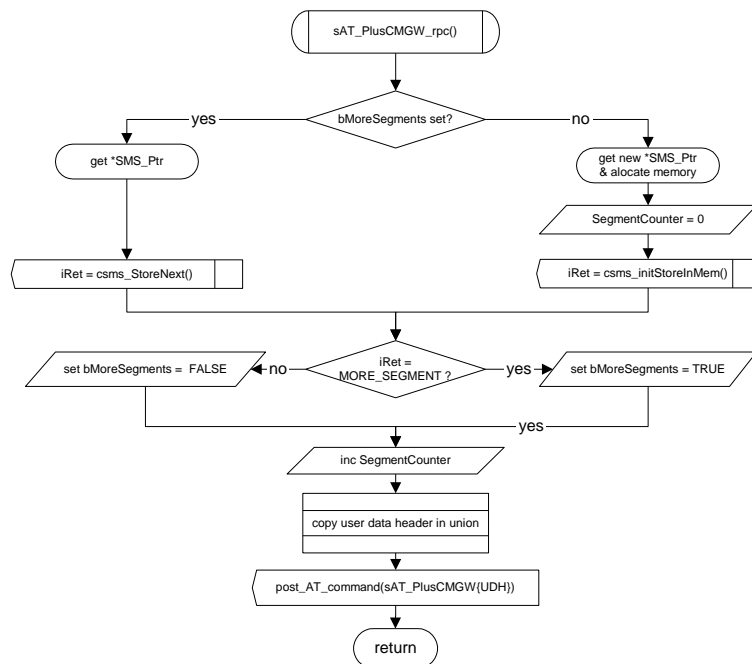 sAT_PlusCMGW_rpc()
bMoreSegments set?
yes
no
get *SMS_Ptr
get new *SMS_Ptr
& alocate memory
SegmentCounter = 0
iRet = csms_StoreNext()
iRet = csms_initStoreInMem()
iRet =
MORE_SEGMENT ?
no
yes
set bMoreSegments =  FALSE
set bMoreSegments = TRUE
yes
inc SegmentCounter
copy user data header in union
post_AT_command(sAT_PlusCMGW{UDH})
return